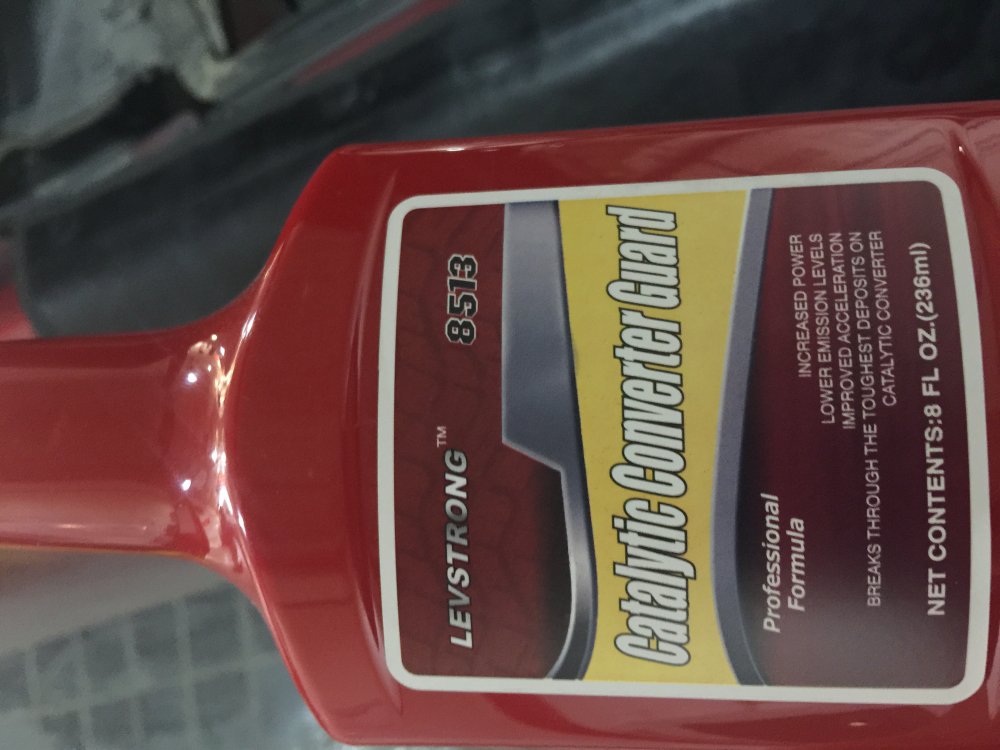 LEVSTRONG™ 8513
Catalytic Converter Guard
Professional
Formula
INCREASED POWER
LOWER EMISSION LEVELS
IMPROVED ACCELERATION
BREAKS THROUGH THE TOUGHEST DEPOSITS ON
CATALYTIC CONVERTER
NET CONTENTS:8 FL OZ.(236ml)